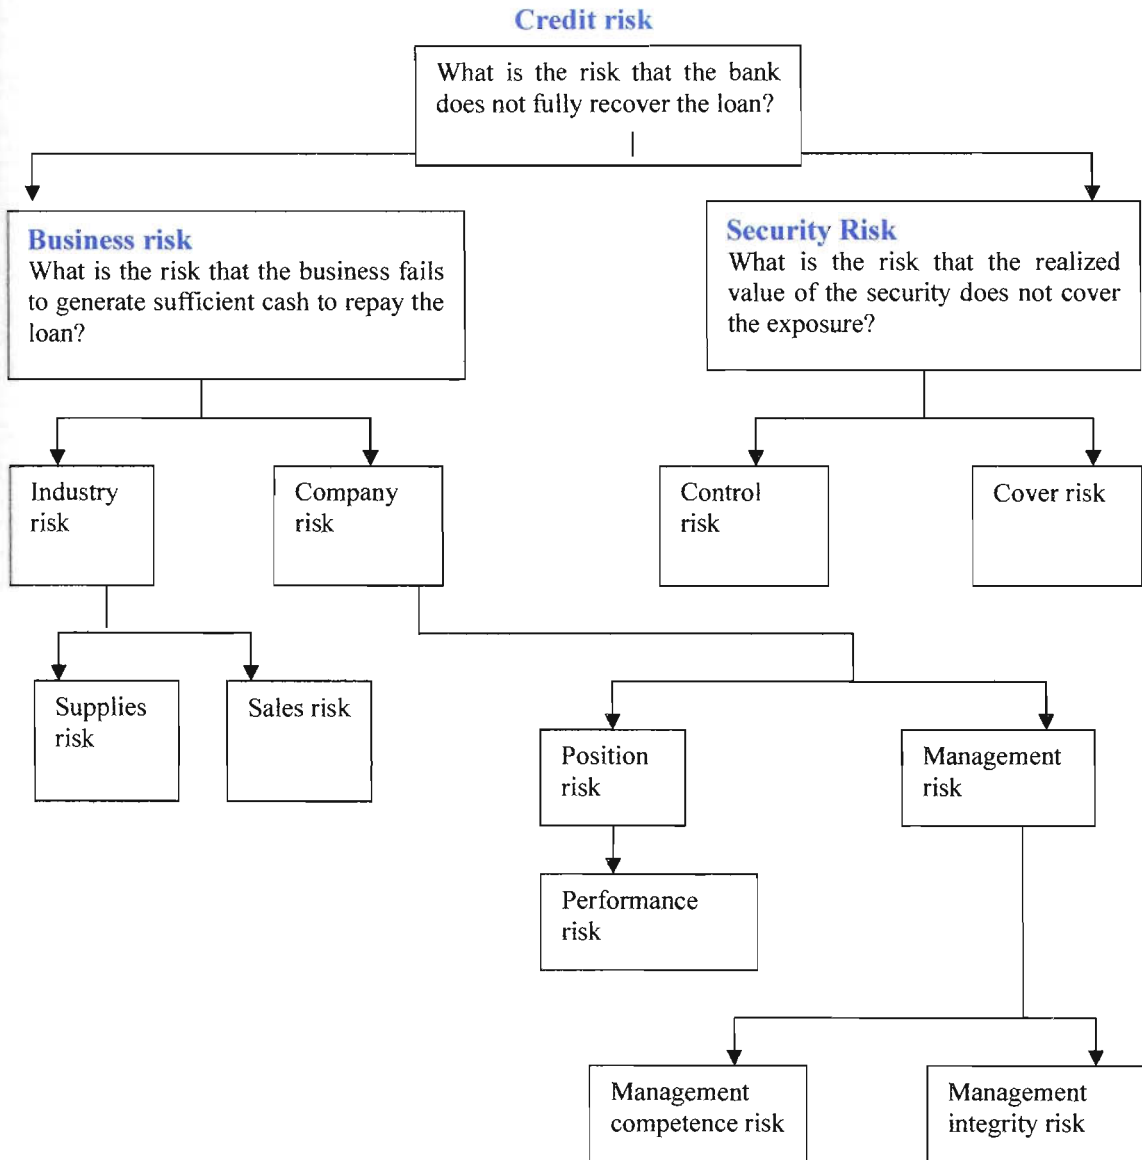 Credit risk
What is the risk that the bank
does not fully recover the loan?
Business risk
What is the risk that the business fails
to generate sufficient cash to repay the
loan?
Security Risk
What is the risk that the realized
value of the security does not cover
the exposure?
Industry
risk
Company
risk
Control
risk
Cover risk
Supplies
risk
Sales risk
Position
risk
Management
risk
Performance
risk
Management
competence risk
Management
integrity risk